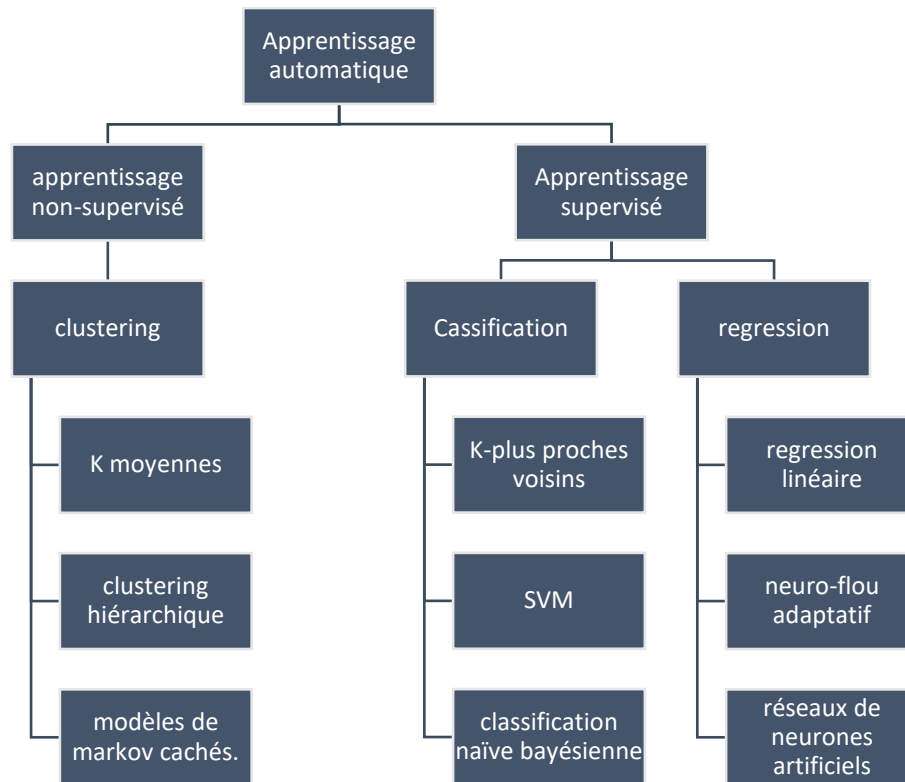 Apprentissage
automatique
apprentissage
non-supervisé
Apprentissage
supervisé
clustering
Cassification
regression
K moyennes
K-plus proches
voisins
regression
linéaire
clustering
hiérarchique
SVM
neuro-flou
adaptatif
modèles de
markov cachés.
classification
naïve bayésienne
réseaux de
neurones
artificiels